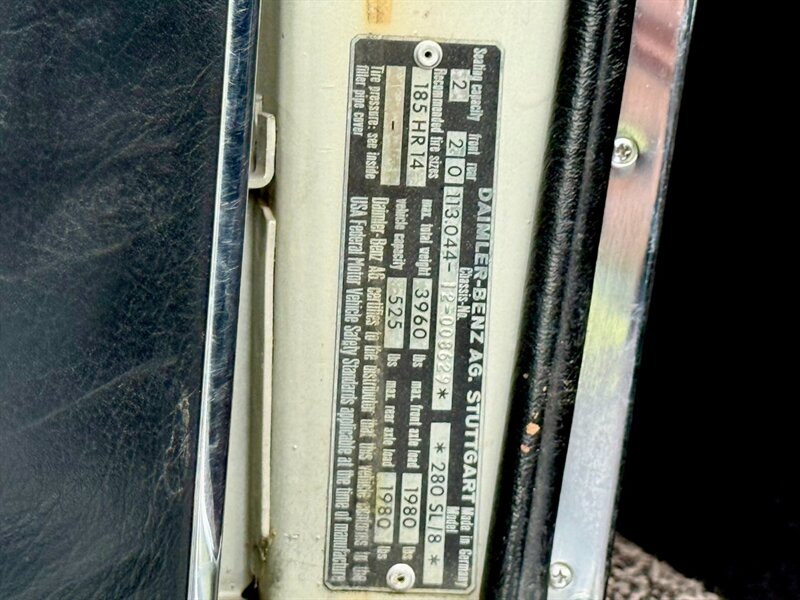 DAIMLER-BENZ AG. STUTTGART Made in Germany
Seating capacity front rear Chassis-No. Model
2 2 0 113.044-12-008629* * 280 SL/8 *
Recommended tire sizes max. total weight 3960 lbs max. front axle load 1980 lbs
185 HR 14
- vehicle capacity 525 lbs max. rear axle load 1980 lbs
Tire pressure: see inside Daimler-Benz AG certifies to the distributor that this vehicle conforms to the
filler pipe cover USA Federal Motor Vehicle Safety Standards applicable at the time of manufacture